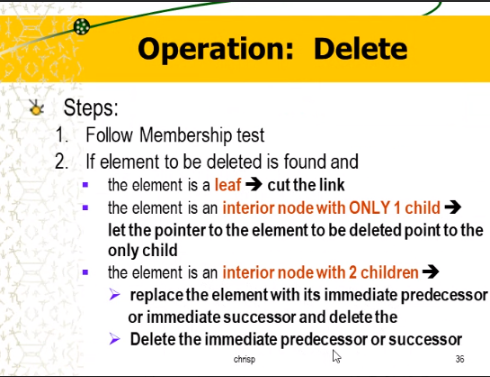 Operation: Delete
Steps:
1. Follow Membership test
2. If element to be deleted is found and
the element is a leaf ➔ cut the link
the element is an interior node with ONLY 1 child ➔
let the pointer to the element to be deleted point to the
only child
the element is an interior node with 2 children ➔
replace the element with its immediate predecessor
or immediate successor and delete the
Delete the immediate predecessor or successor
chrisp
36